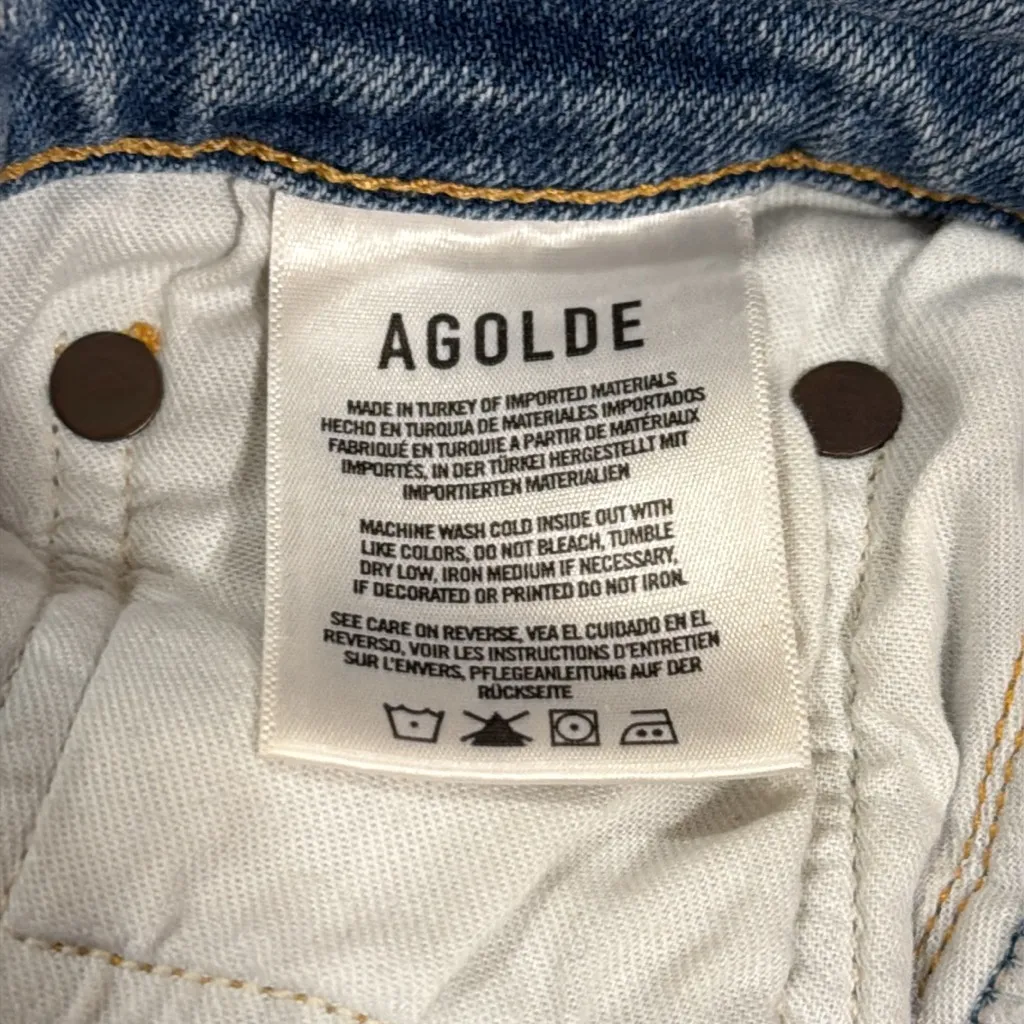 AGOLDE
MADE IN TURKEY OF IMPORTED MATERIALS
HECHO EN TURQUIA DE MATERIALES IMPORTADOS
FABRIQUÉ EN TURQUIE A PARTIR DE MATÉRIAUX
IMPORTÉS, IN DER TÜRKEI HERGESTELLT MIT
IMPORTIERTEN MATERIALIEN
MACHINE WASH COLD INSIDE OUT WITH
LIKE COLORS, DO NOT BLEACH, TUMBLE
DRY LOW, IRON MEDIUM IF NECESSARY,
IF DECORATED OR PRINTED DO NOT IRON.
SEE CARE ON REVERSE, VEA EL CUIDADO EN EL
REVERSO, VOIR LES INSTRUCTIONS D'ENTRETIEN
SUR L'ENVERS, PFLEGEANLEITUNG AUF DER
RÜCKSEITE